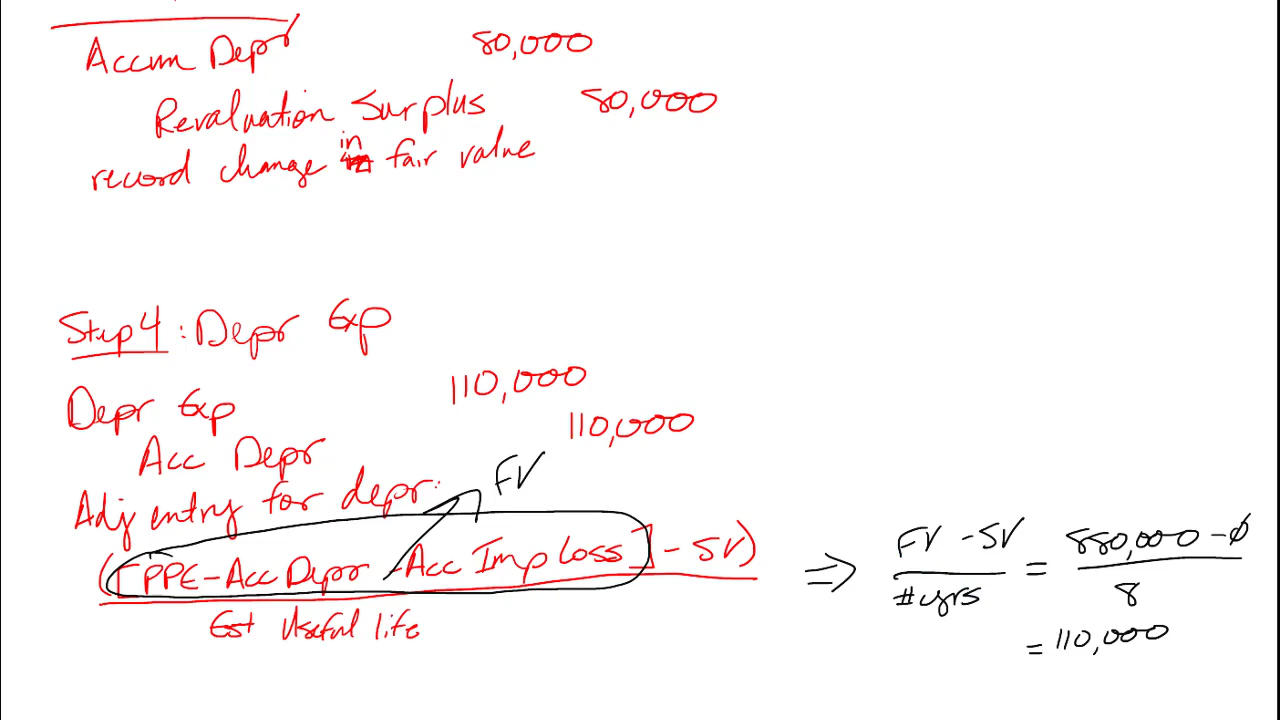 Accum Depr 80,000
Revaluation Surplus 80,000
record change in fair value
Step 4 : Depr Exp
Depr Exp 110,000
Acc Depr 110,000
Adj entry for depr.
FV
([PPE - Acc Depr - Acc Imp Loss] - SV)
Est Useful life
=> FV - SV = 880,000 - ø
# yrs 8
= 110,000